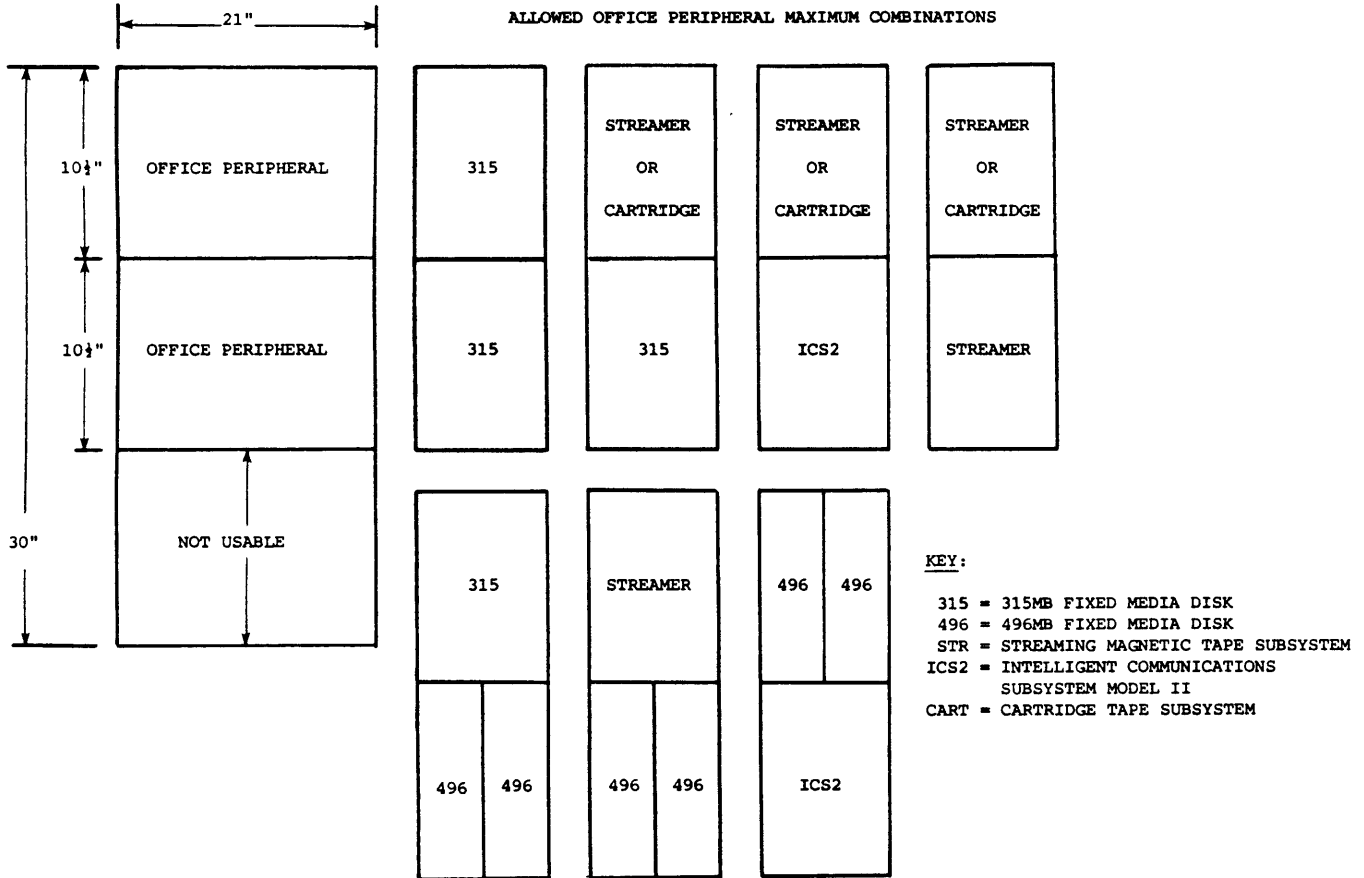 ALLOWED OFFICE PERIPHERAL MAXIMUM COMBINATIONS
21"
30"
10½"
OFFICE PERIPHERAL
10½"
OFFICE PERIPHERAL
NOT USABLE
315
315
STREAMER
OR
CARTRIDGE
315
STREAMER
OR
CARTRIDGE
ICS2
STREAMER
OR
CARTRIDGE
STREAMER
315
496 496
STREAMER
496 496
496 496
ICS2
KEY:
315 = 315MB FIXED MEDIA DISK
496 = 496MB FIXED MEDIA DISK
STR = STREAMING MAGNETIC TAPE SUBSYSTEM
ICS2 = INTELLIGENT COMMUNICATIONS
SUBSYSTEM MODEL II
CART = CARTRIDGE TAPE SUBSYSTEM